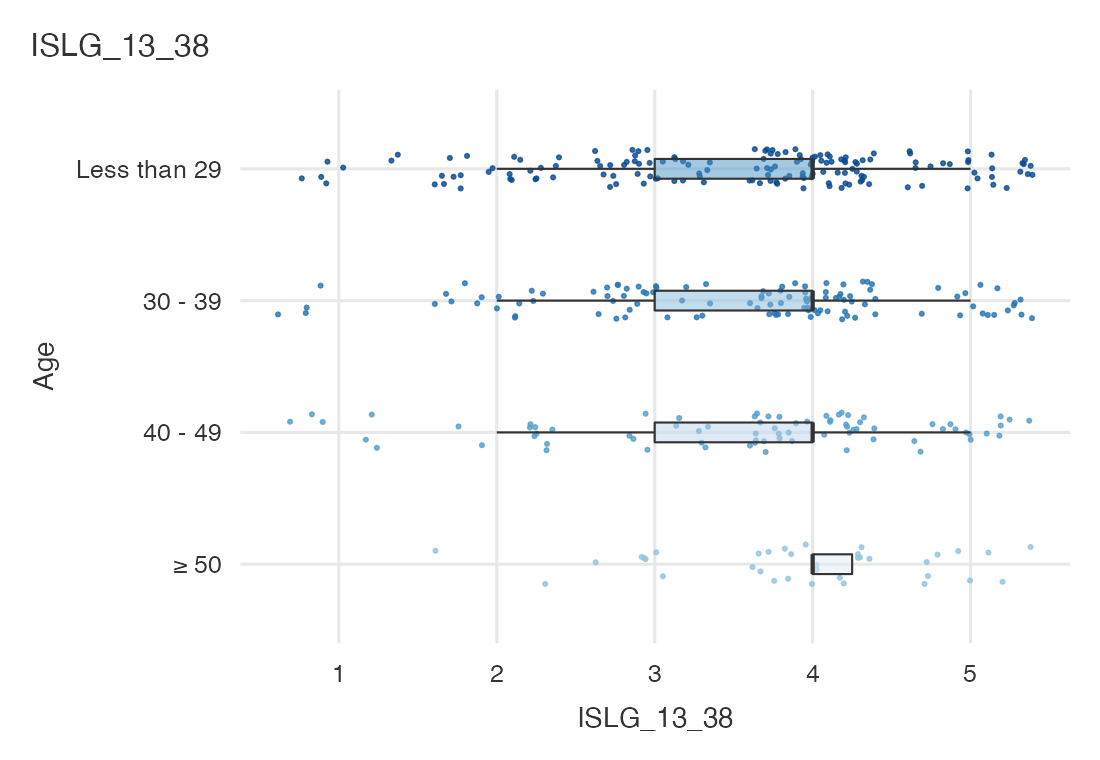 ISLG_13_38
Less than 29
30 - 39
40 - 49
≥ 50
Age
1 2 3 4 5
ISLG_13_38